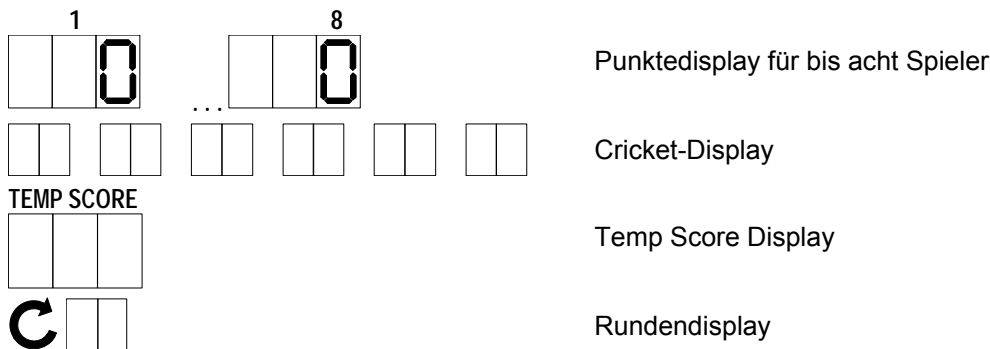 1 8
0 ... 0 Punktedisplay für bis acht Spieler
Cricket-Display
TEMP SCORE
Temp Score Display
Rundendisplay